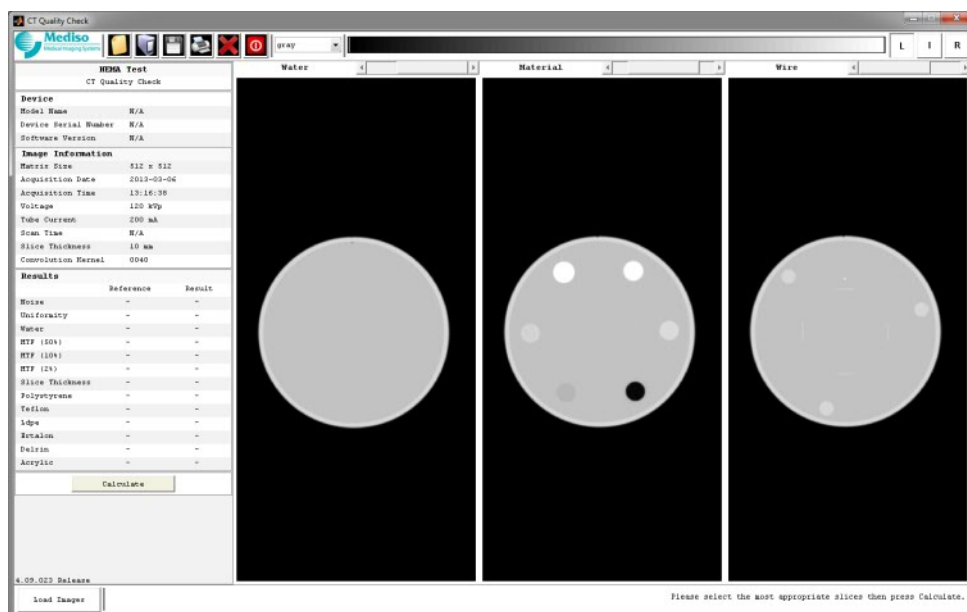 CT Quality Check
Mediso
Medical Imaging Systems
gray
L I R
NEMA Test
CT Quality Check
Device
Model Name N/A
Device Serial Number N/A
Software Version N/A
Image Information
Matrix Size 512 x 512
Acquisition Date 2013-03-06
Acquisition Time 13:16:38
Voltage 120 kVp
Tube Current 200 mA
Scan Time N/A
Slice Thickness 10 mm
Convolution Kernel 0040
Results
Reference Result
Noise - -
Uniformity - -
Water - -
MTF (50%) - -
MTF (10%) - -
MTF (2%) - -
Slice Thickness - -
Polystyrene - -
Teflon - -
Ldpe - -
Ertalon - -
Delrin - -
Acrylic - -
Calculate
4.09.023 Release
Load Images
Water
Material
Wire
Please select the most appropriate slices then press Calculate.